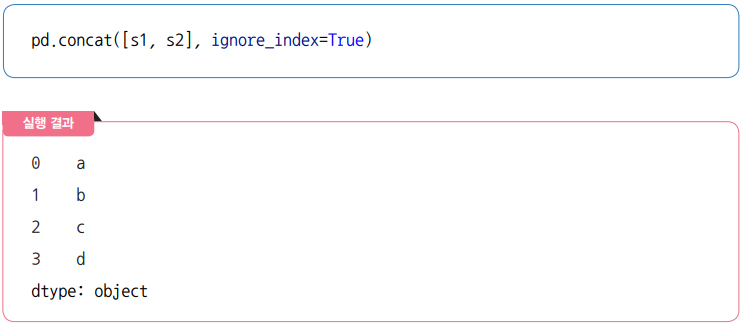 pd.concat([s1, s2], ignore_index=True)
실행 결과
0 a
1 b
2 c
3 d
dtype: object